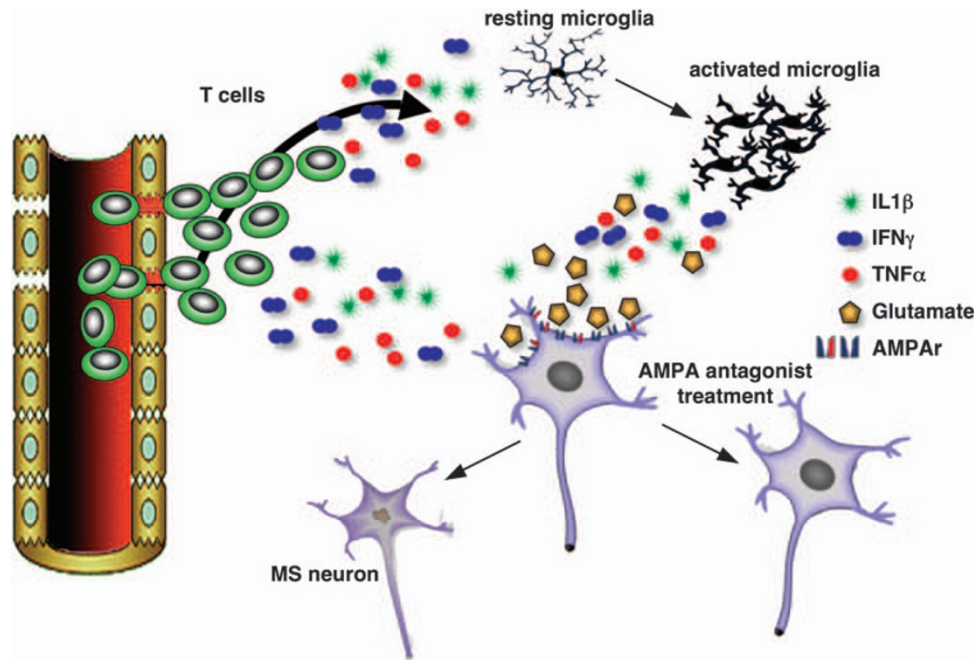 resting microglia
T cells
activated microglia
IL1β
IFNγ
TNFα
Glutamate
AMPAr
AMPA antagonist
treatment
MS neuron